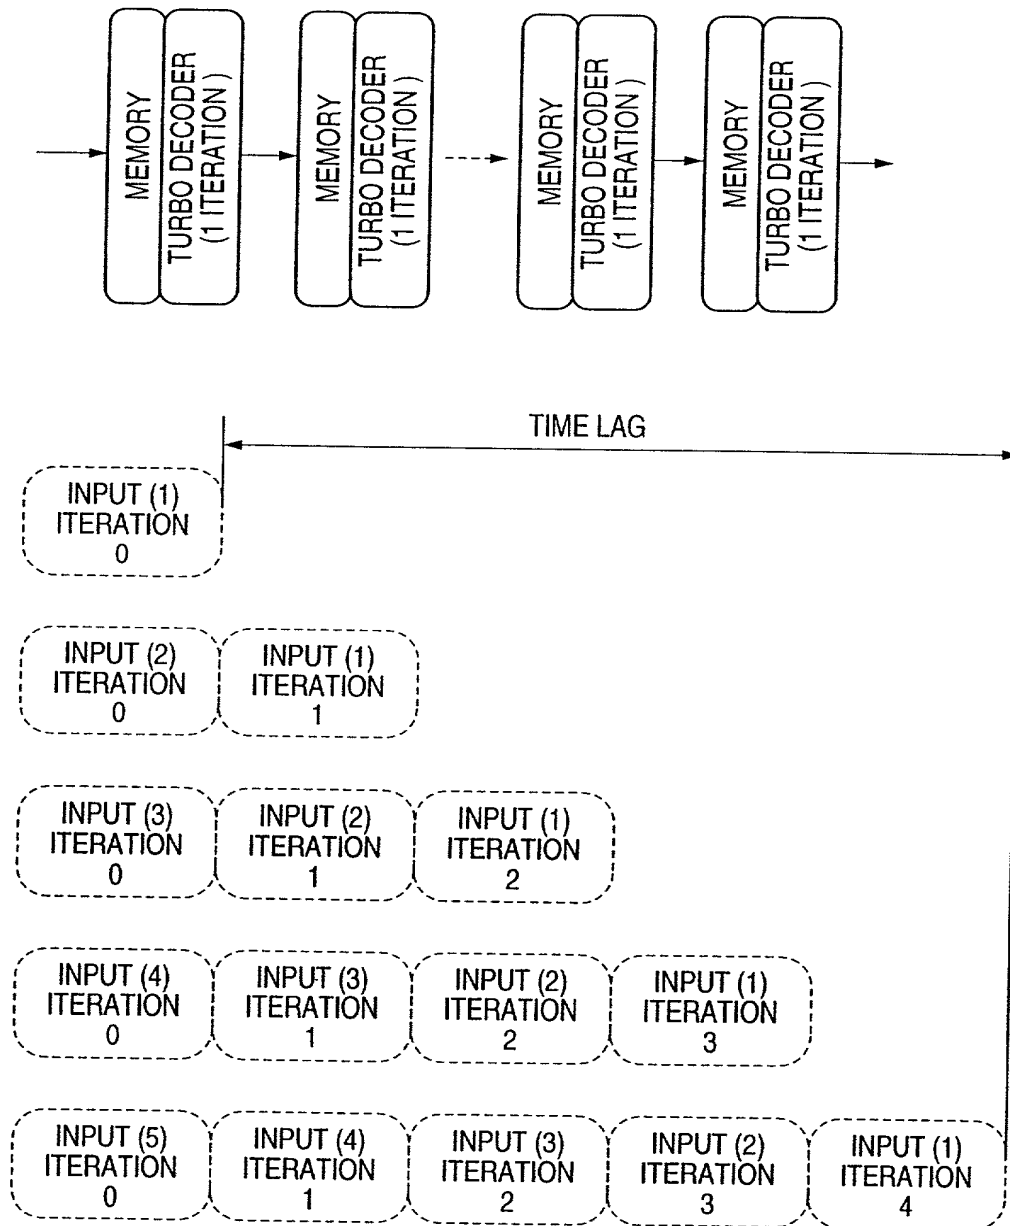 MEMORY
TURBO DECODER
(1 ITERATION )
MEMORY
TURBO DECODER
(1 ITERATION )
MEMORY
TURBO DECODER
(1 ITERATION )
MEMORY
TURBO DECODER
(1 ITERATION )
TIME LAG
INPUT (1)
ITERATION
0
INPUT (2)
ITERATION
0
INPUT (1)
ITERATION
1
INPUT (3)
ITERATION
0
INPUT (2)
ITERATION
1
INPUT (1)
ITERATION
2
INPUT (4)
ITERATION
0
INPUT (3)
ITERATION
1
INPUT (2)
ITERATION
2
INPUT (1)
ITERATION
3
INPUT (5)
ITERATION
0
INPUT (4)
ITERATION
1
INPUT (3)
ITERATION
2
INPUT (2)
ITERATION
3
INPUT (1)
ITERATION
4